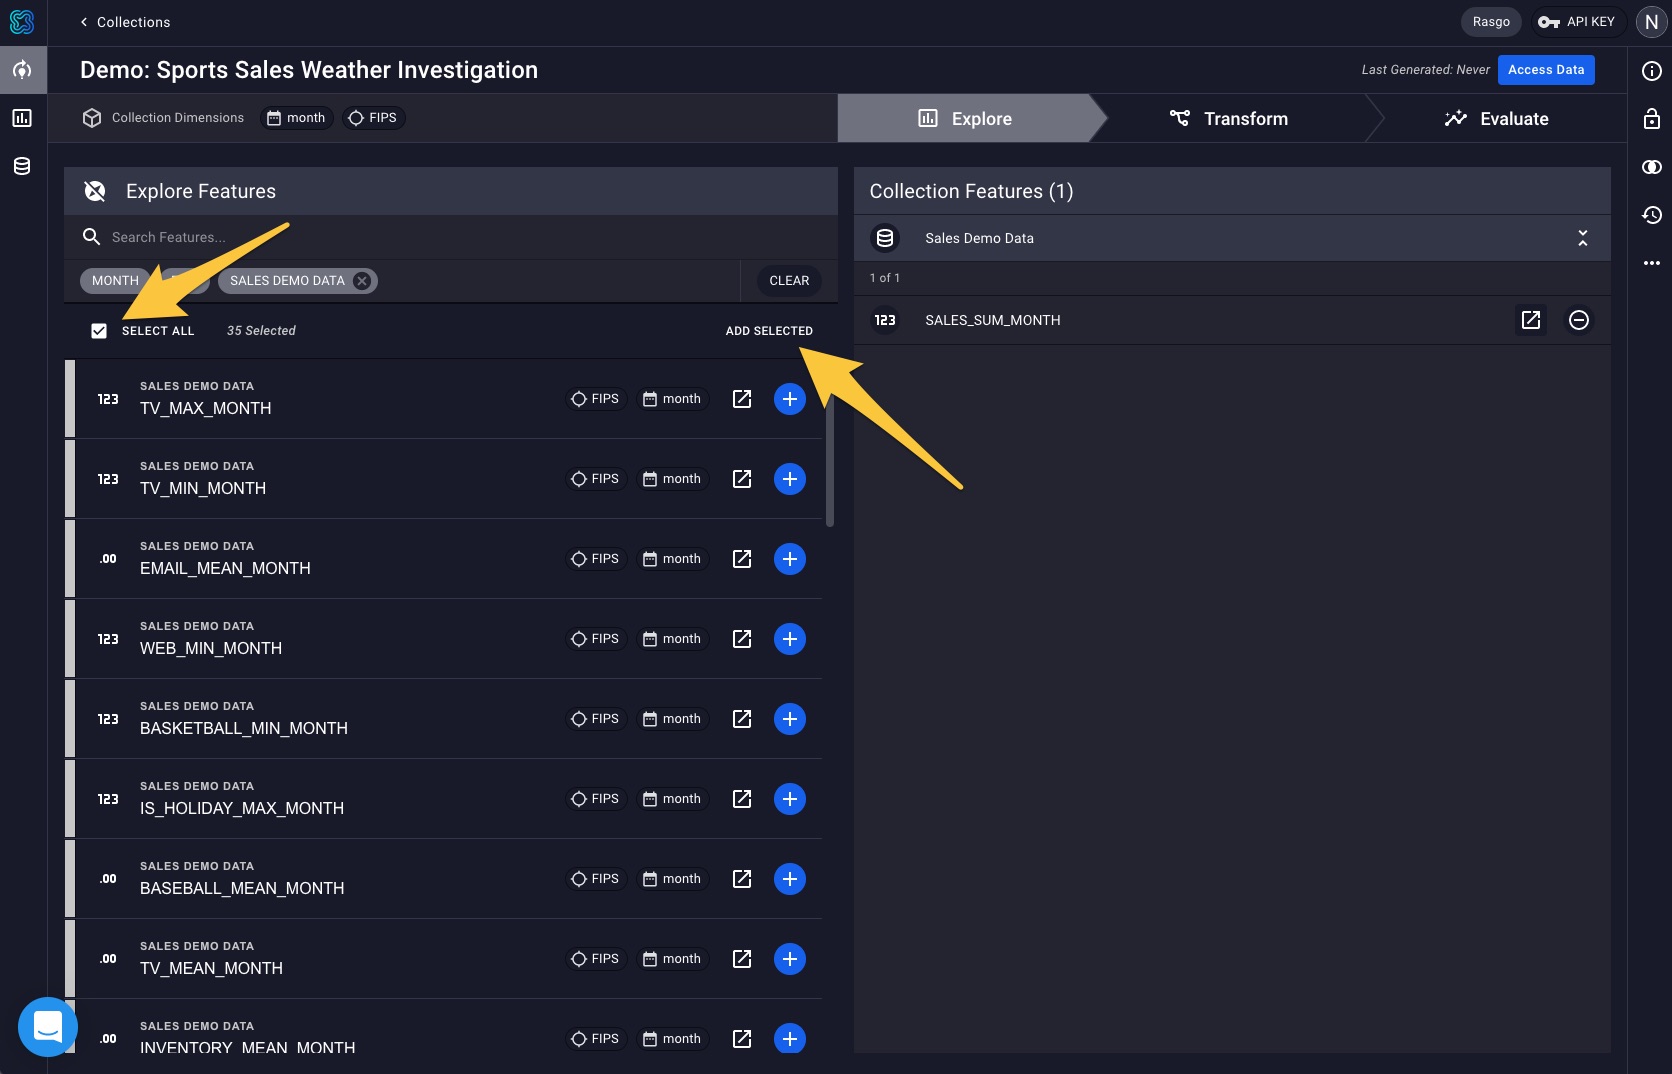 Collections
Rasgo
API KEY
N
Demo: Sports Sales Weather Investigation
Last Generated: Never
Access Data
Collection Dimensions
month
FIPS
Explore
Transform
Evaluate
Explore Features
Search Features...
MONTH
SALES DEMO DATA
CLEAR
SELECT ALL
35 Selected
ADD SELECTED
123
SALES DEMO DATA
TV_MAX_MONTH
FIPS
month
123
SALES DEMO DATA
TV_MIN_MONTH
FIPS
month
.00
SALES DEMO DATA
EMAIL_MEAN_MONTH
FIPS
month
123
SALES DEMO DATA
WEB_MIN_MONTH
FIPS
month
123
SALES DEMO DATA
BASKETBALL_MIN_MONTH
FIPS
month
123
SALES DEMO DATA
IS_HOLIDAY_MAX_MONTH
FIPS
month
.00
SALES DEMO DATA
BASEBALL_MEAN_MONTH
FIPS
month
.00
SALES DEMO DATA
TV_MEAN_MONTH
FIPS
month
.00
SALES DEMO DATA
INVENTORY_MEAN_MONTH
FIPS
month
Collection Features (1)
Sales Demo Data
1 of 1
123
SALES_SUM_MONTH